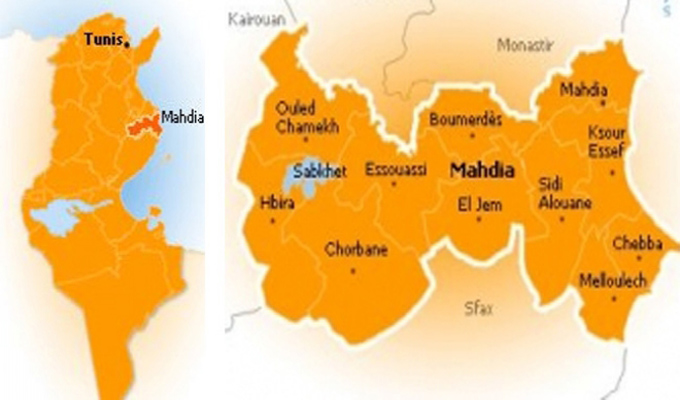 Tunis
Mahdia
Kairouan
Monastir
Mahdia
Ouled
Chamekh
Boumerdès
Ksour
Essef
Sabkhet
Essouassi
Mahdia
Sidi
Alouane
Hbira
El Jem
Chorbane
Chebba
Melloulech
Sfax